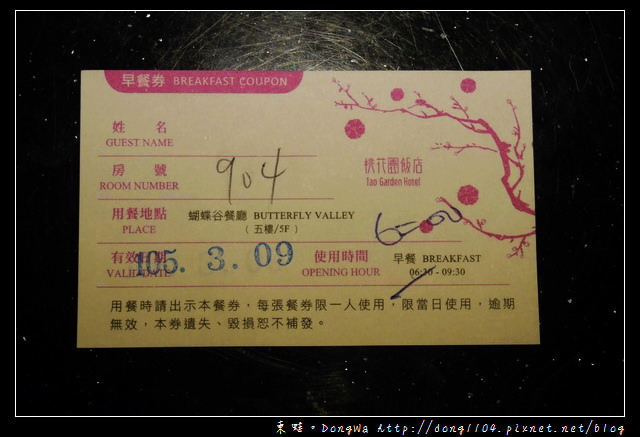 早餐券 BREAKFAST COUPON
姓 名
GUEST NAME
房 號
ROOM NUMBER
904
桃花園飯店
Tao Garden Hotel
用餐地點
PLACE
蝴蝶谷餐廳 BUTTERFLY VALLEY
( 五樓/5F )
有效日期
VALID DATE
105. 3. 09
使用時間
OPENING HOUR
早餐 BREAKFAST
06:30 - 09:30
用餐時請出示本餐券,每張餐券限一人使用,限當日使用,逾期
無效,本券遺失、毀損恕不補發。
東哇。DongWa http://dong1104.pixnet.net/blog